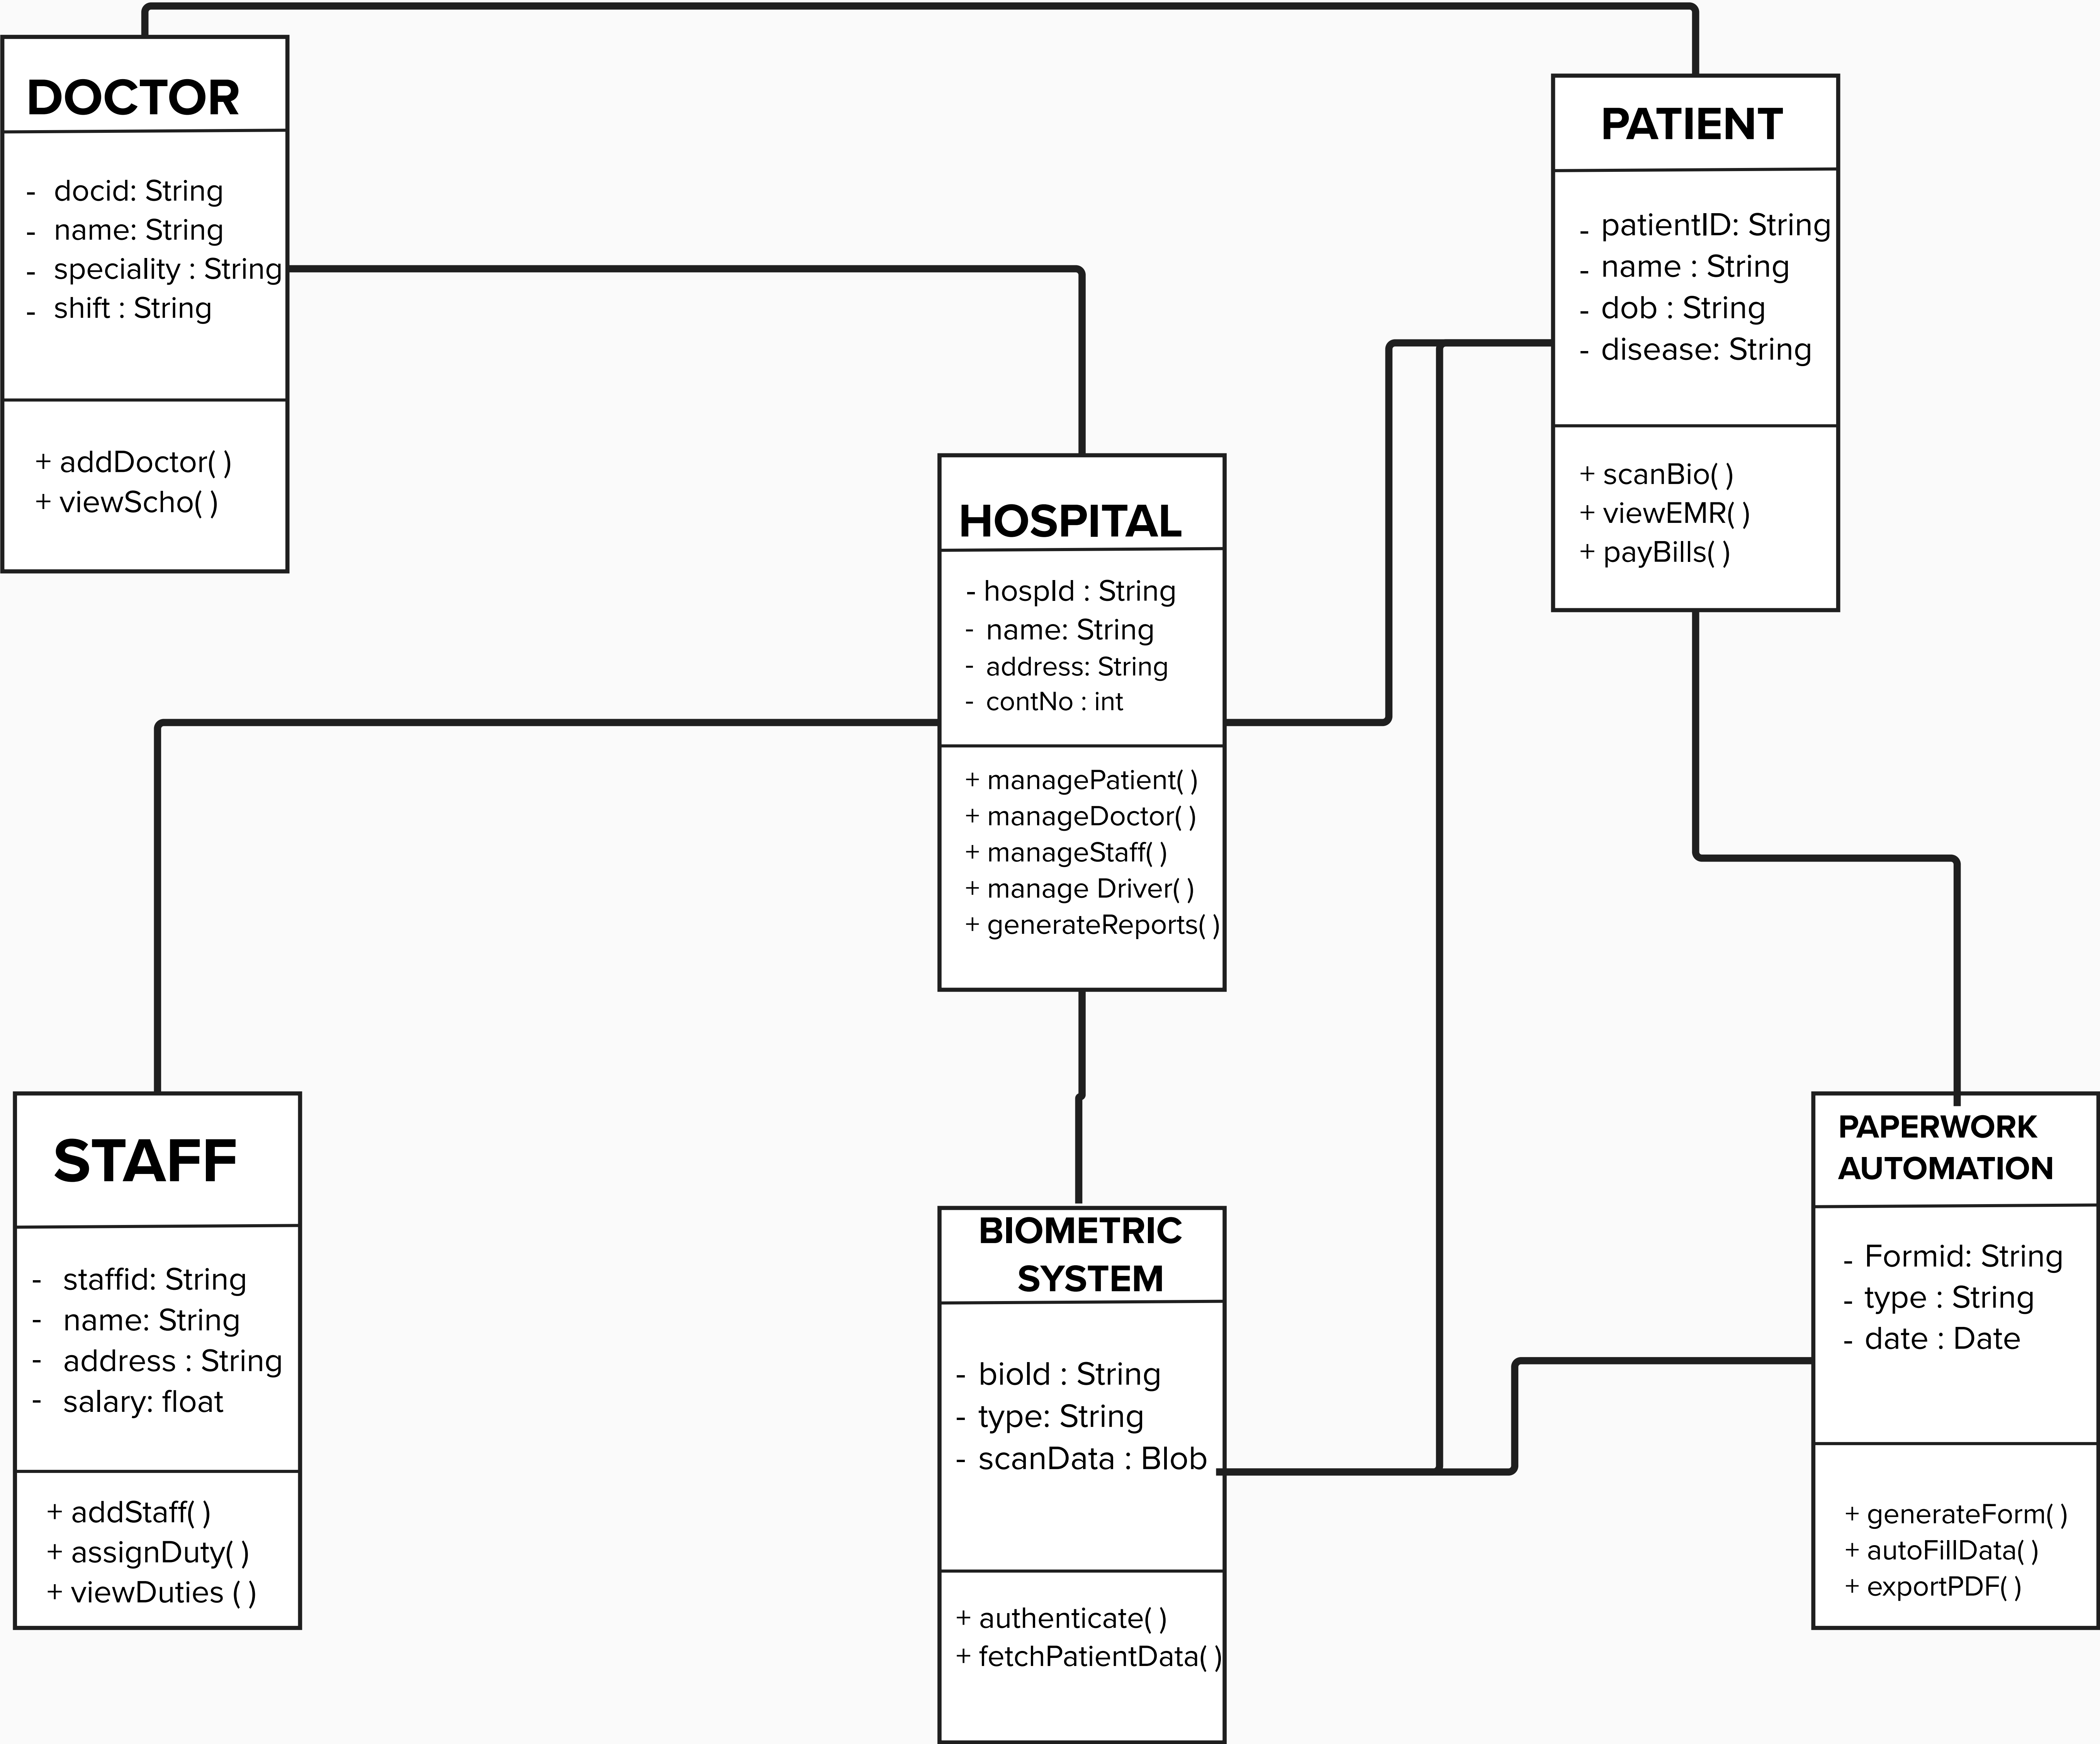 DOCTOR
- docid: String
- name: String
- speciality : String
- shift : String
+ addDoctor( )
+ viewScho( )
PATIENT
- patientID: String
- name : String
- dob : String
- disease: String
+ scanBio( )
+ viewEMR( )
+ payBills( )
HOSPITAL
- hospId : String
- name: String
- address: String
- contNo : int
+ managePatient( )
+ manageDoctor( )
+ manageStaff( )
+ manage Driver( )
+ generateReports( )
STAFF
- staffid: String
- name: String
- address : String
- salary: float
+ addStaff( )
+ assignDuty( )
+ viewDuties ( )
BIOMETRIC
SYSTEM
- bioId : String
- type: String
- scanData : Blob
+ authenticate( )
+ fetchPatientData( )
PAPERWORK
AUTOMATION
- Formid: String
- type : String
- date : Date
+ generateForm( )
+ autoFillData( )
+ exportPDF( )